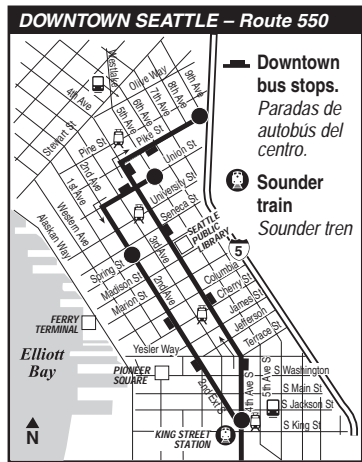 DOWNTOWN SEATTLE – Route 550
Downtown
bus stops.
Paradas de
autobús del
centro.
Sounder
train
Sounder tren
Westlake
Olive Way
9th Ave
8th Ave
7th Ave
6th Ave
5th Ave
4th Ave
Stewart St
Pine St
Pike St
Union St
2nd Ave
1st Ave
University St
Seneca St
Western Ave
Alaskan Way
SEATTLE
PUBLIC
LIBRARY
5
3rd Ave
2nd Ave
Spring St
Madison St
Marion St
Columbia
Cherry St
James St
Jefferson
Terrace St
FERRY
TERMINAL
Yesler Way
Elliott
Bay
PIONEER
SQUARE
2nd Ext S
4th Ave S
5th Ave S
S Washington
S Main St
S Jackson St
S King St
KING STREET
STATION
N